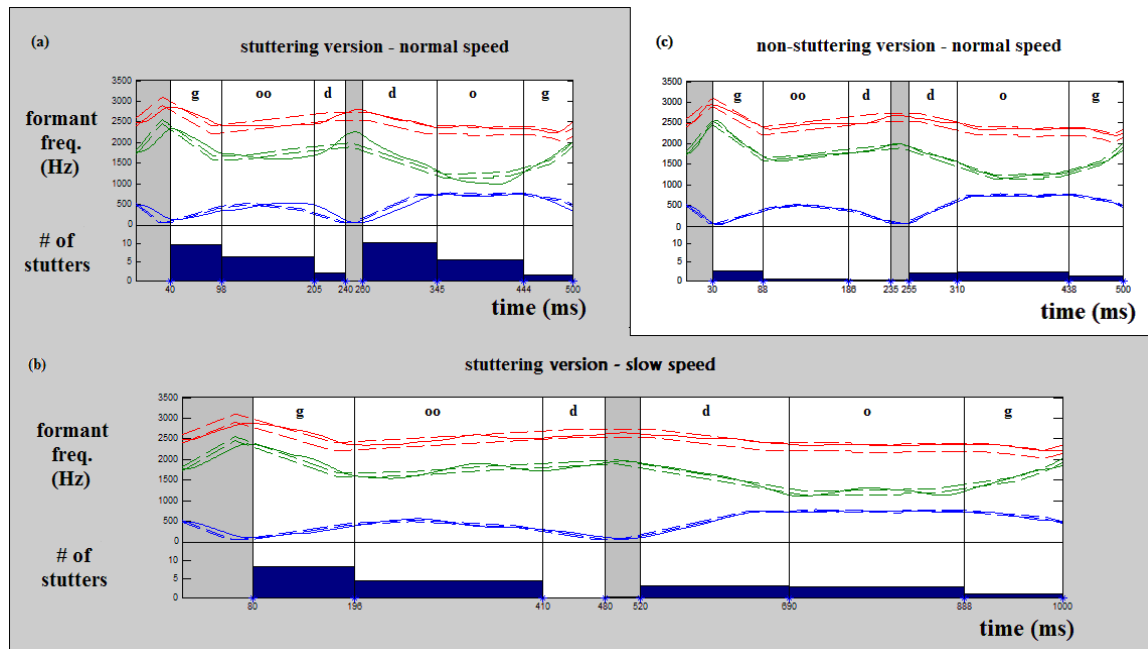 (a)
stuttering version - normal speed
formant
freq.
(Hz)
3500
3000
2500
2000
1500
1000
500
0
g oo d d o g
# of
stutters
10
5
0
40 98 205 240 260 345 444 500
time (ms)
(c)
non-stuttering version - normal speed
3500
3000
2500
2000
1500
1000
500
0
g oo d d o g
10
5
0
30 88 186 235 255 310 438 500
time (ms)
(b)
stuttering version - slow speed
formant
freq.
(Hz)
3500
3000
2500
2000
1500
1000
500
0
g oo d d o g
# of
stutters
10
5
0
80 196 410 480 520 690 888 1000
time (ms)